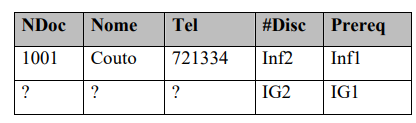 NDoc Nome Tel #Disc Prereq
1001 Couto 721334 Inf2 Inf1
? ? ? IG2 IG1